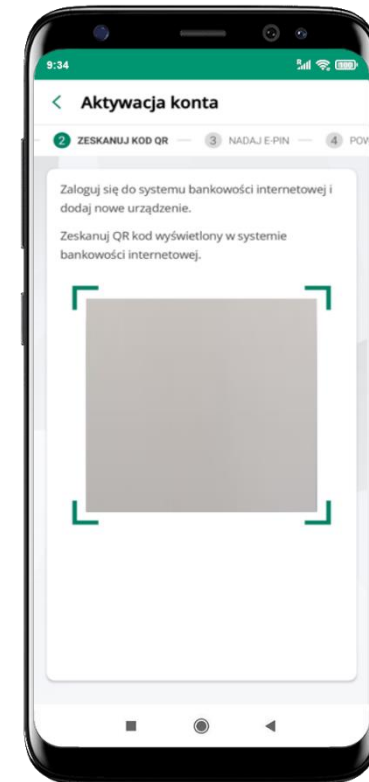 9:34
100
Aktywacja konta
2 ZESKANUJ KOD QR 3 NADAJ E-PIN 4 POW
Zaloguj się do systemu bankowości internetowej i
dodaj nowe urządzenie.
Zeskanuj QR kod wyświetlony w systemie
bankowości internetowej.